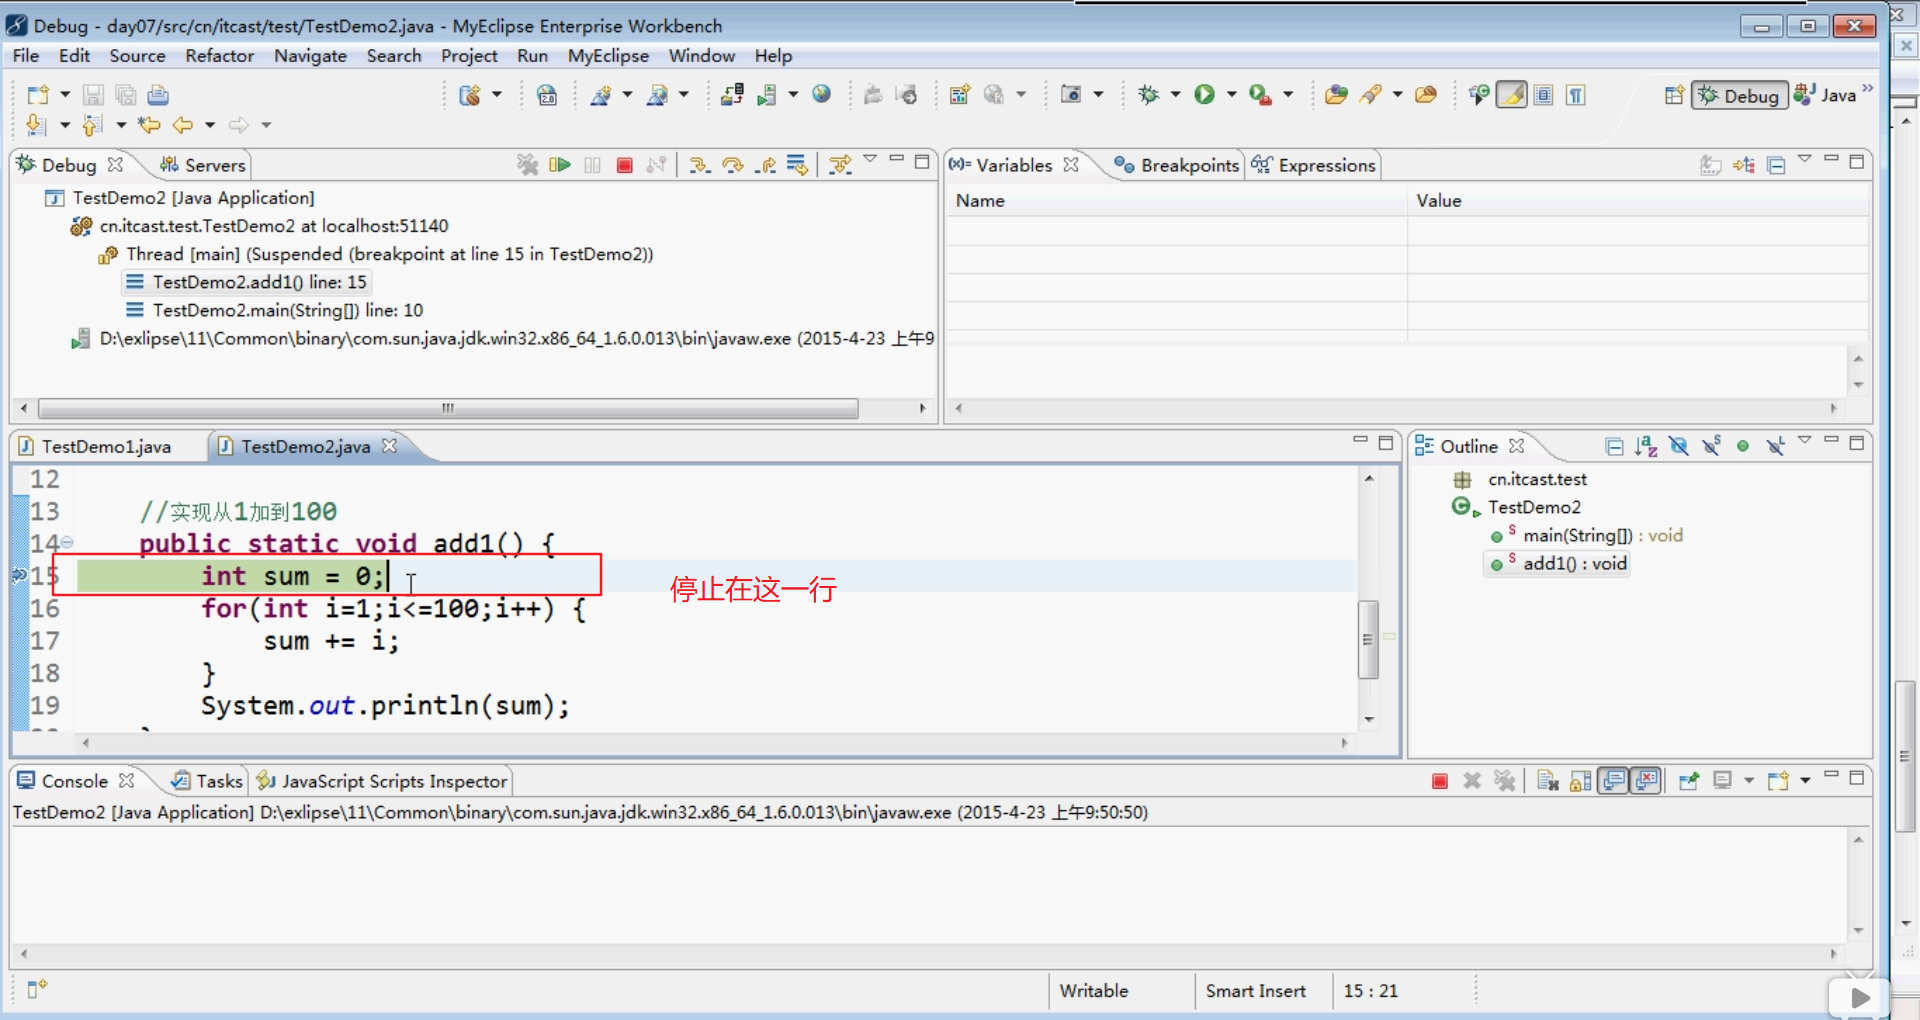 Debug - day07/src/cn/itcast/test/TestDemo2.java - MyEclipse Enterprise Workbench
File Edit Source Refactor Navigate Search Project Run MyEclipse Window Help
Debug Java
Debug Servers
TestDemo2 [Java Application]
cn.itcast.test.TestDemo2 at localhost:51140
Thread [main] (Suspended (breakpoint at line 15 in TestDemo2))
TestDemo2.add1() line: 15
TestDemo2.main(String[]) line: 10
D:\exlipse\11\Common\binary\com.sun.java.jdk.win32.x86_64_1.6.0.013\bin\javaw.exe (2015-4-23 上午9
Variables Breakpoints Expressions
Name Value
TestDemo1.java TestDemo2.java
12
13 //实现从1加到100
14 public static void add1() {
15 int sum = 0;
停止在这一行
16 for(int i=1;i<=100;i++) {
17 sum += i;
18 }
19 System.out.println(sum);
Outline
cn.itcast.test
TestDemo2
main(String[]) : void
add1() : void
Console Tasks JavaScript Scripts Inspector
TestDemo2 [Java Application] D:\exlipse\11\Common\binary\com.sun.java.jdk.win32.x86_64_1.6.0.013\bin\javaw.exe (2015-4-23 上午9:50:50)
Writable Smart Insert 15 : 21